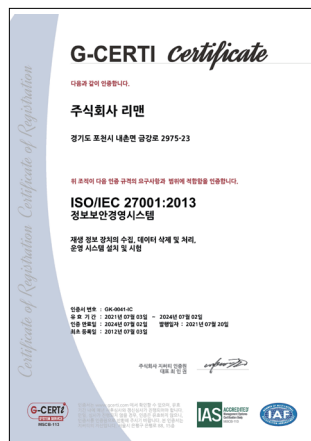 G-CERTI Certificate
다음과 같이 인증합니다.
주식회사 리맨
경기도 포천시 내촌면 금강로 2975-23
위 조직이 다음 인증 규격의 요구사항과 범위에 적합함을 인증합니다.
ISO/IEC 27001:2013
정보보안경영시스템
재생 정보 장치의 수집, 데이터 삭제 및 처리,
운영 시스템 설치 및 시험
인증서 번호 : GK-0041-IC
유 효 기 간 : 2021년 07월 03일 ~ 2024년 07월 02일
인증 만료일 : 2024년 07월 02일 발행일자 : 2021년 07월 20일
최초 등록일 : 2012년 07월 03일
주식회사 지써티 인증원
Certificate of Registration Certificate of Registration
G-CERTI
MSCB-113
IAS ACCREDITED
IAF